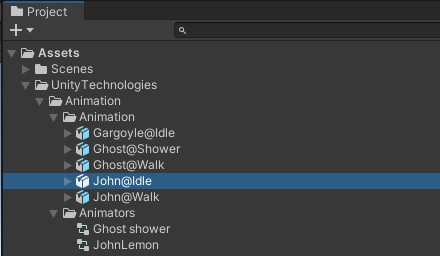 Project
Assets
Scenes
UnityTechnologies
Animation
Animation
Gargoyle@Idle
Ghost@Shower
Ghost@Walk
John@Idle
John@Walk
Animators
Ghost shower
JohnLemon